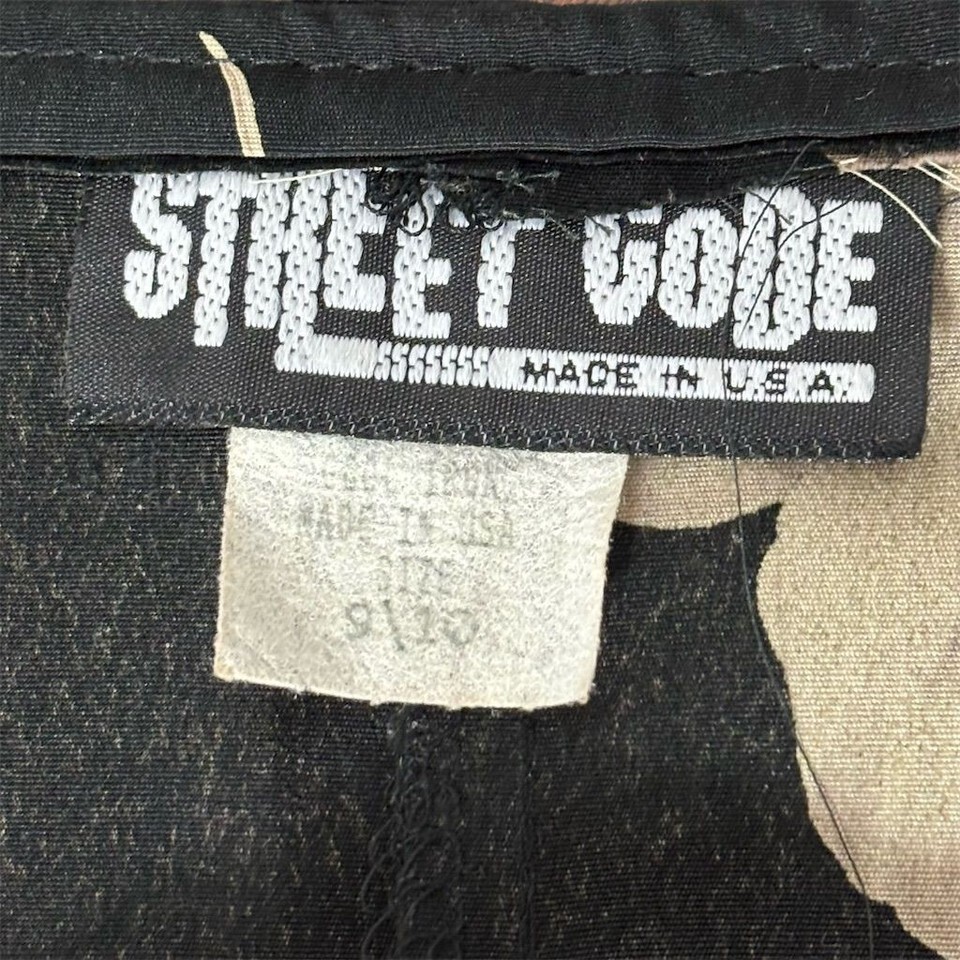 STREET CODE
MADE IN U.S.A.
MADE IN USA
SIZE
9/10